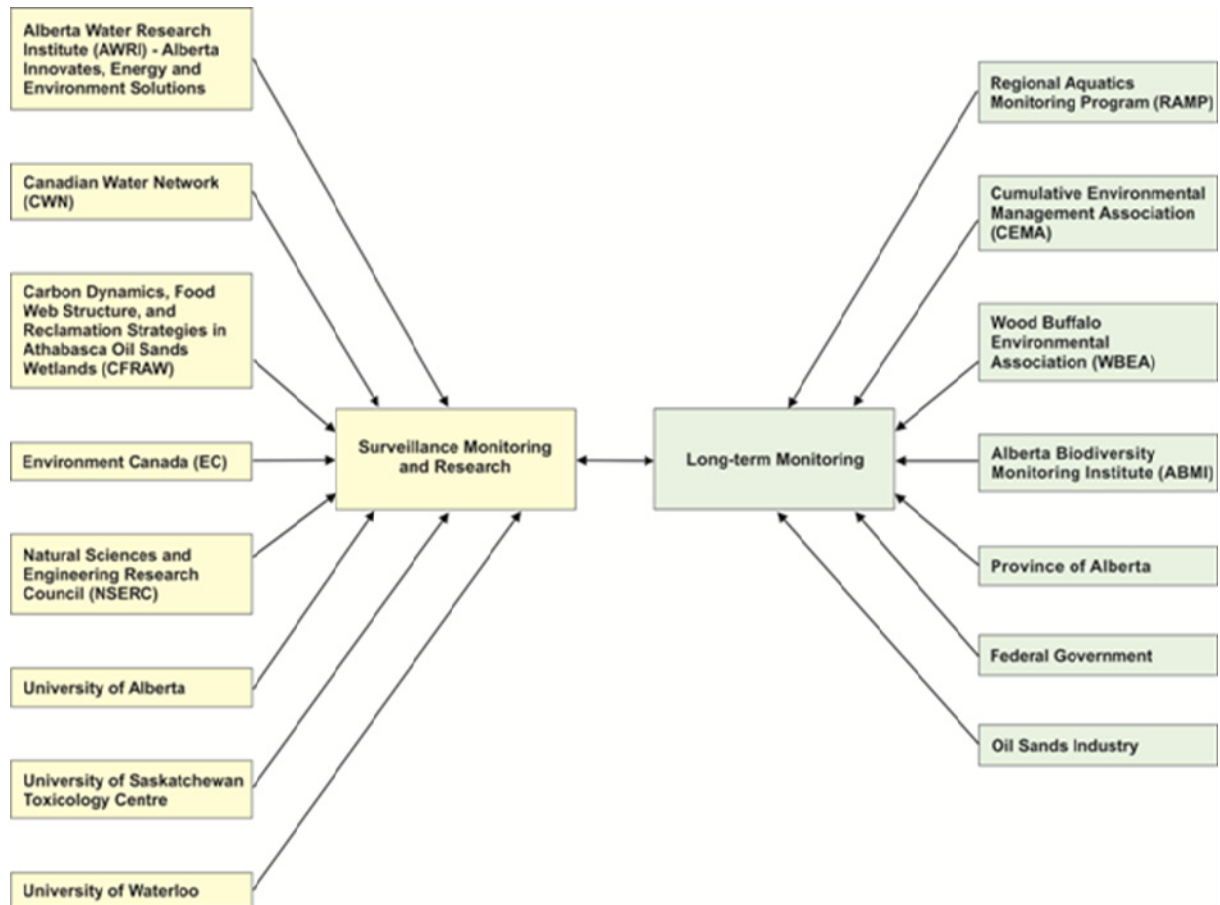 Alberta Water Research
Institute (AWRI) - Alberta
Innovates, Energy and
Environment Solutions
Canadian Water Network
(CWN)
Carbon Dynamics, Food
Web Structure, and
Reclamation Strategies in
Athabasca Oil Sands
Wetlands (CFRAW)
Environment Canada (EC)
Natural Sciences and
Engineering Research
Council (NSERC)
University of Alberta
University of Saskatchewan
Toxicology Centre
University of Waterloo
Surveillance Monitoring
and Research
Long-term Monitoring
Regional Aquatics
Monitoring Program (RAMP)
Cumulative Environmental
Management Association
(CEMA)
Wood Buffalo
Environmental
Association (WBEA)
Alberta Biodiversity
Monitoring Institute (ABMI)
Province of Alberta
Federal Government
Oil Sands Industry